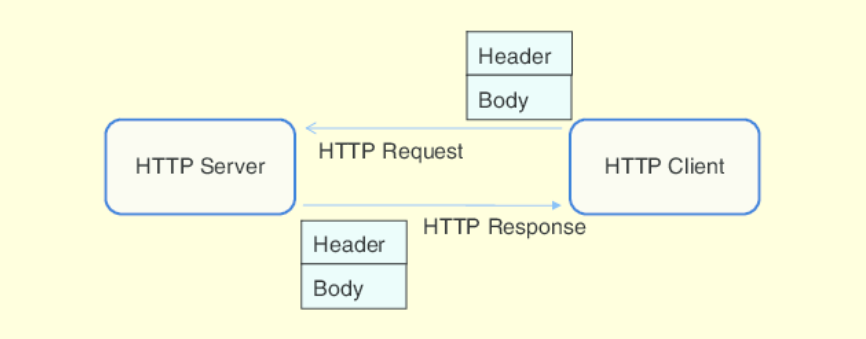 Header
Body
HTTP Server
HTTP Request
HTTP Client
HTTP Response
Header
Body